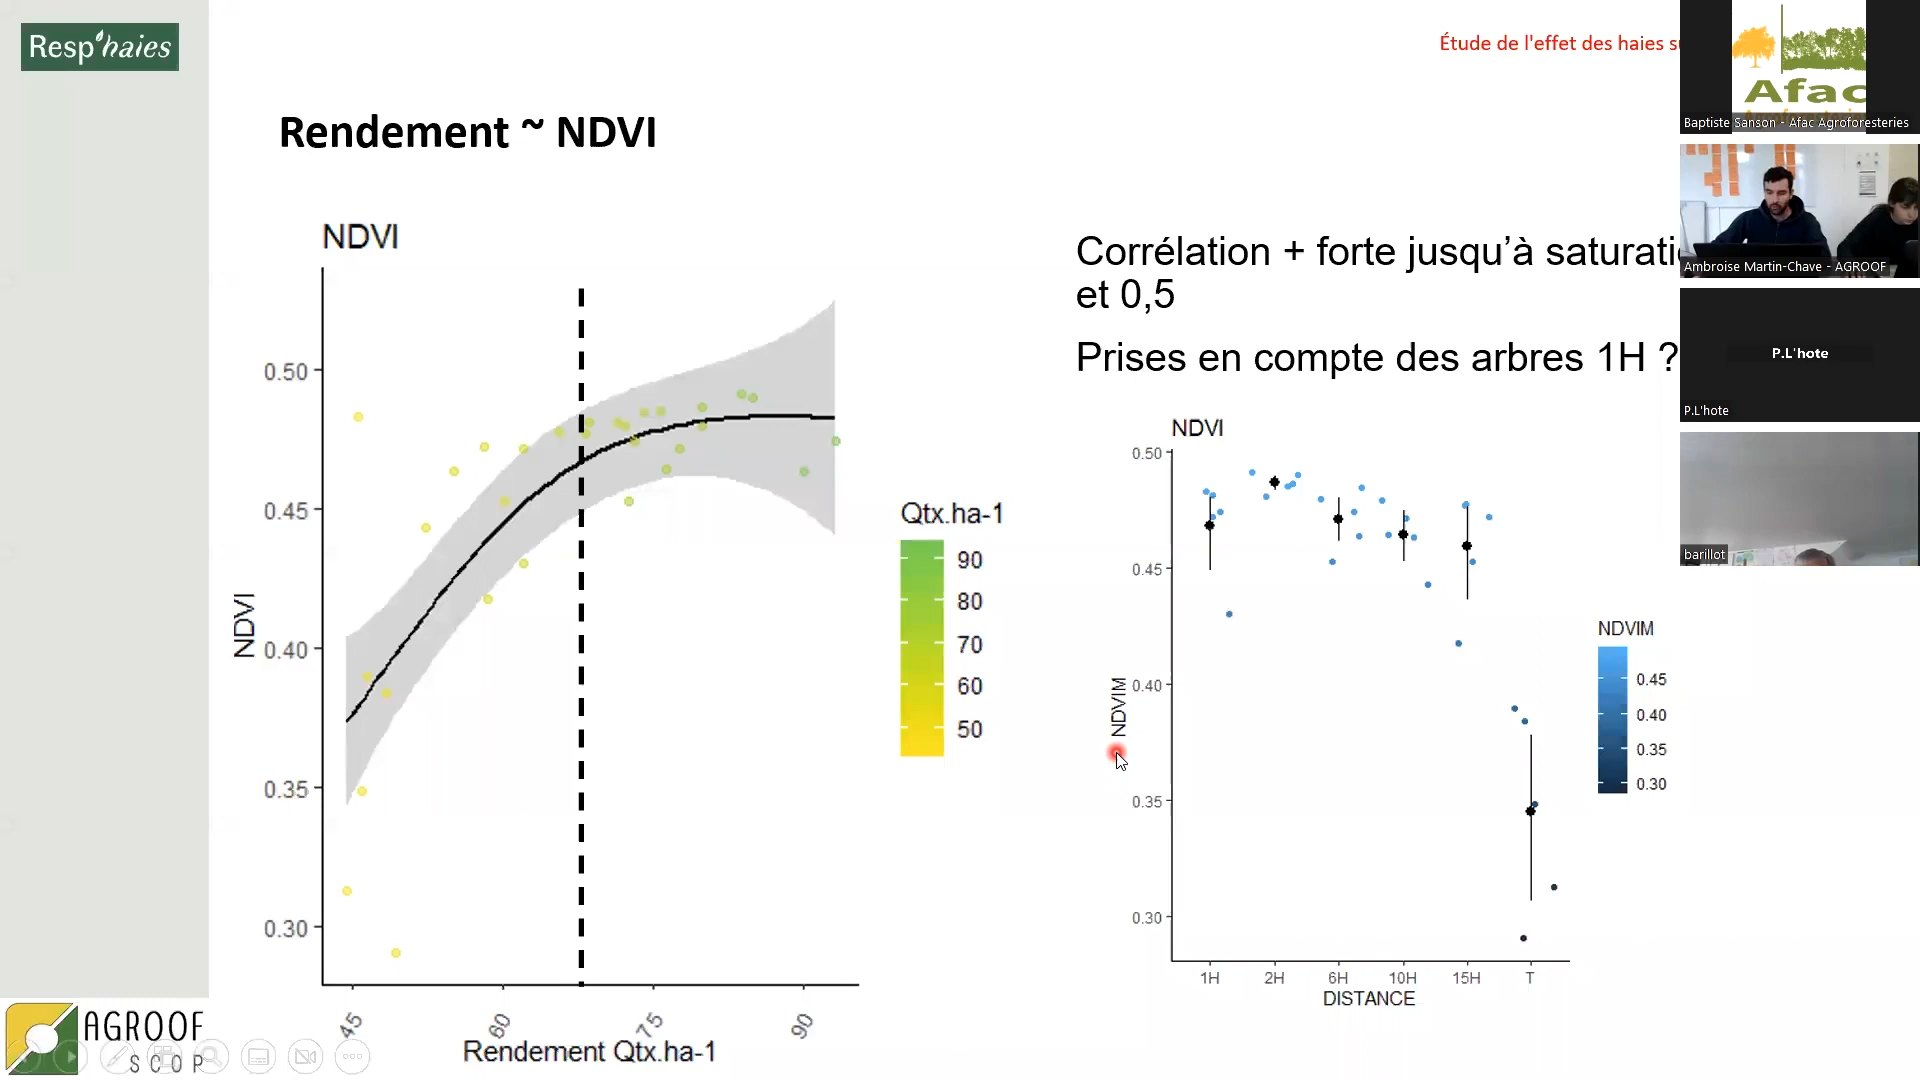 Resp'haies
Étude de l'effet des haies s
Rendement ~ NDVI
NDVI
0.50
0.45
0.40
0.35
0.30
NDVI
45
60
75
90
Rendement Qtx.ha-1
Qtx.ha-1
90
80
70
60
50
Corrélation + forte jusqu'à saturati
et 0,5
Prises en compte des arbres 1H ?
NDVI
0.50
0.45
0.40
0.35
0.30
NDVIM
1H
2H
6H
10H
15H
T
DISTANCE
NDVIM
0.45
0.40
0.35
0.30
Afac
Baptiste Sanson - Afac Agroforesteries
Ambroise Martin-Chave - AGROOF
P.L'hote
P.L'hote
barillot
AGROOF
SCOP